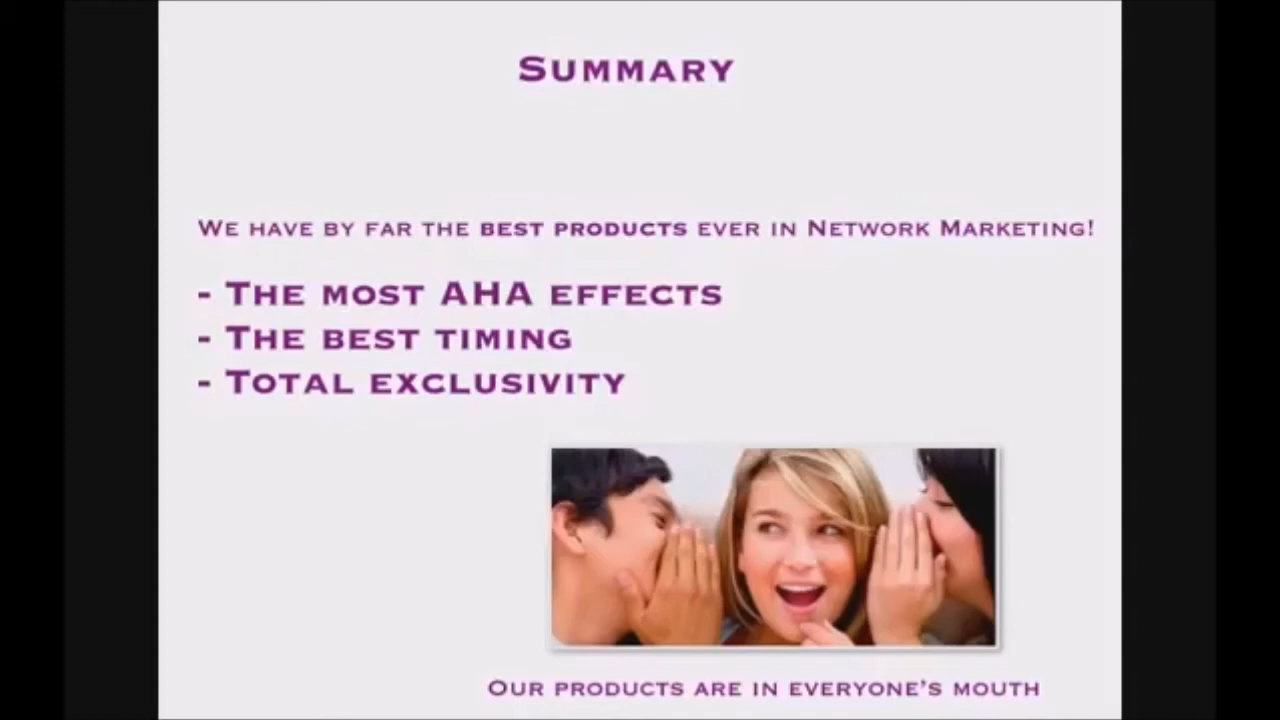 Summary
We have by far the best products ever in Network Marketing!
- The most AHA effects
- The best timing
- Total exclusivity
Our products are in everyone's mouth